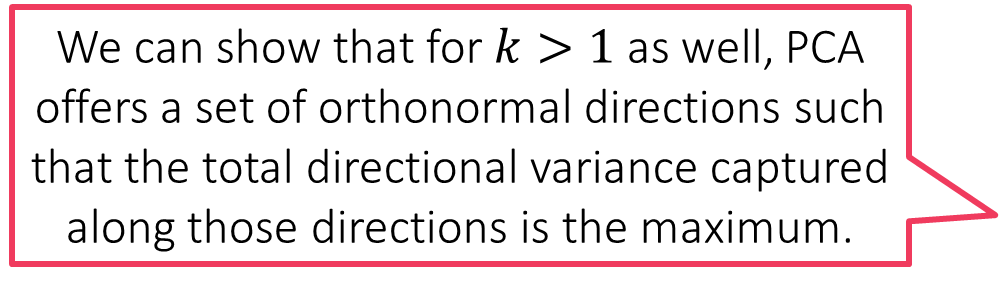 We can show that for 𝑘 > 1 as well, PCA
offers a set of orthonormal directions such
that the total directional variance captured
along those directions is the maximum.